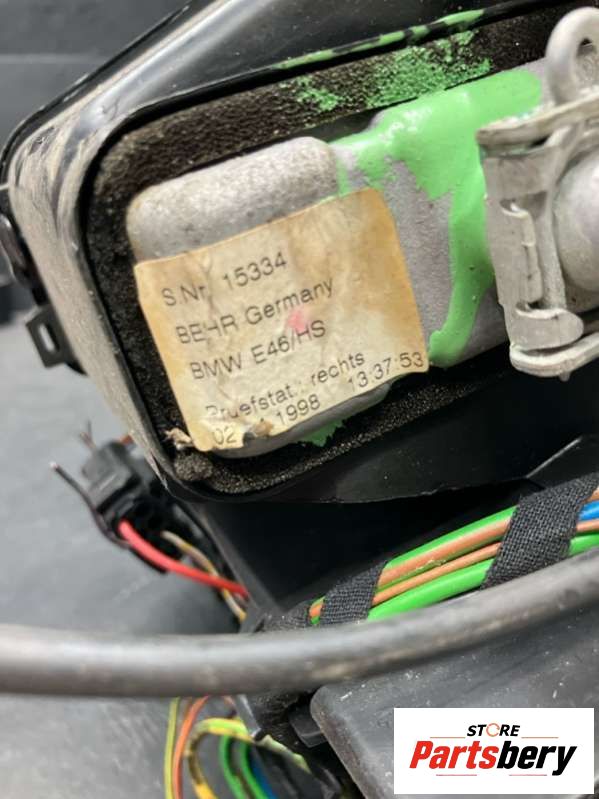 S.Nr. 15334
BEHR Germany
BMW E46/HS
Pruefstat.: rechts
02 1998 13:37:53
STORE
Partsbery